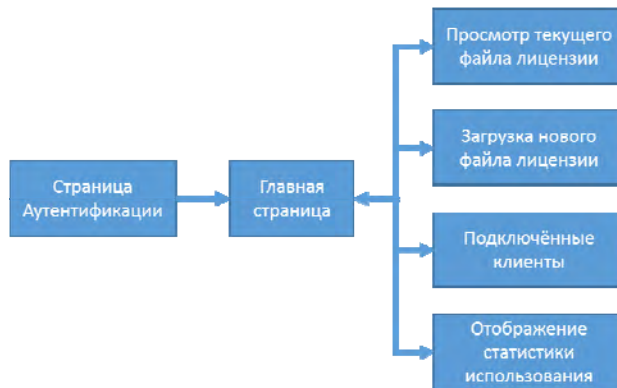 Просмотр текущего
файла лицензии
Загрузка нового
файла лицензии
Страница
Аутентификации
Главная
страница
Подключённые
клиенты
Отображение
статистики
использования